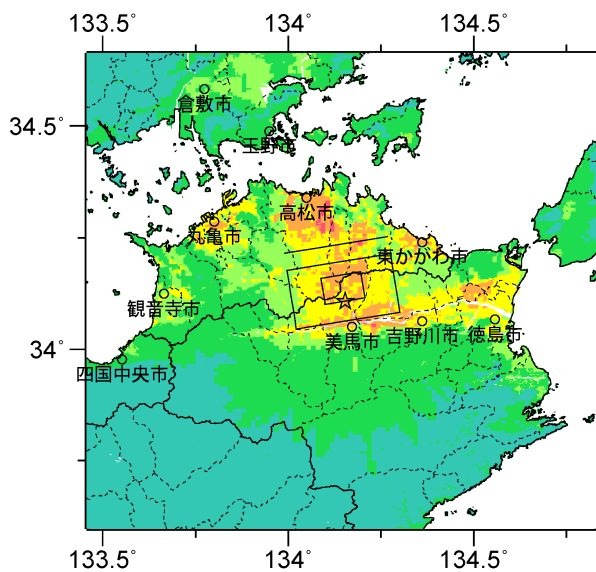 133.5° 134° 134.5°
34.5°
倉敷市
玉野市
高松市
丸亀市
東かがわ市
観音寺市
34°
美馬市 吉野川市 徳島市
四国中央市
133.5° 134° 134.5°